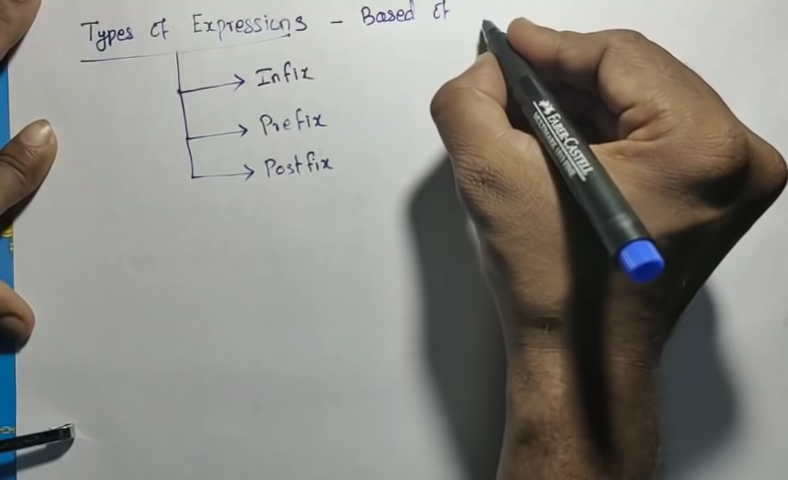 Types of Expressions - Based of
Infix
Prefix
Postfix
FABER-CASTELL